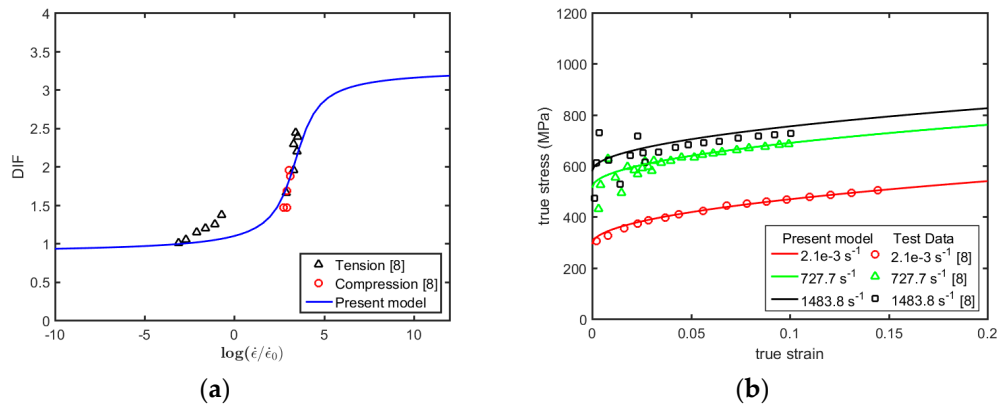 4
3.5
3
2.5
2
1.5
1
0.5
0
DIF
-10
-5
0
5
10
log(ε̇/ε̇₀)
Tension [8]
Compression [8]
Present model
(a)
1200
1000
800
600
400
200
0
true stress (MPa)
0
0.05
0.1
0.15
0.2
true strain
Present model Test Data
2.1e-3 s⁻¹ 2.1e-3 s⁻¹ [8]
727.7 s⁻¹ 727.7 s⁻¹ [8]
1483.8 s⁻¹ 1483.8 s⁻¹ [8]
(b)